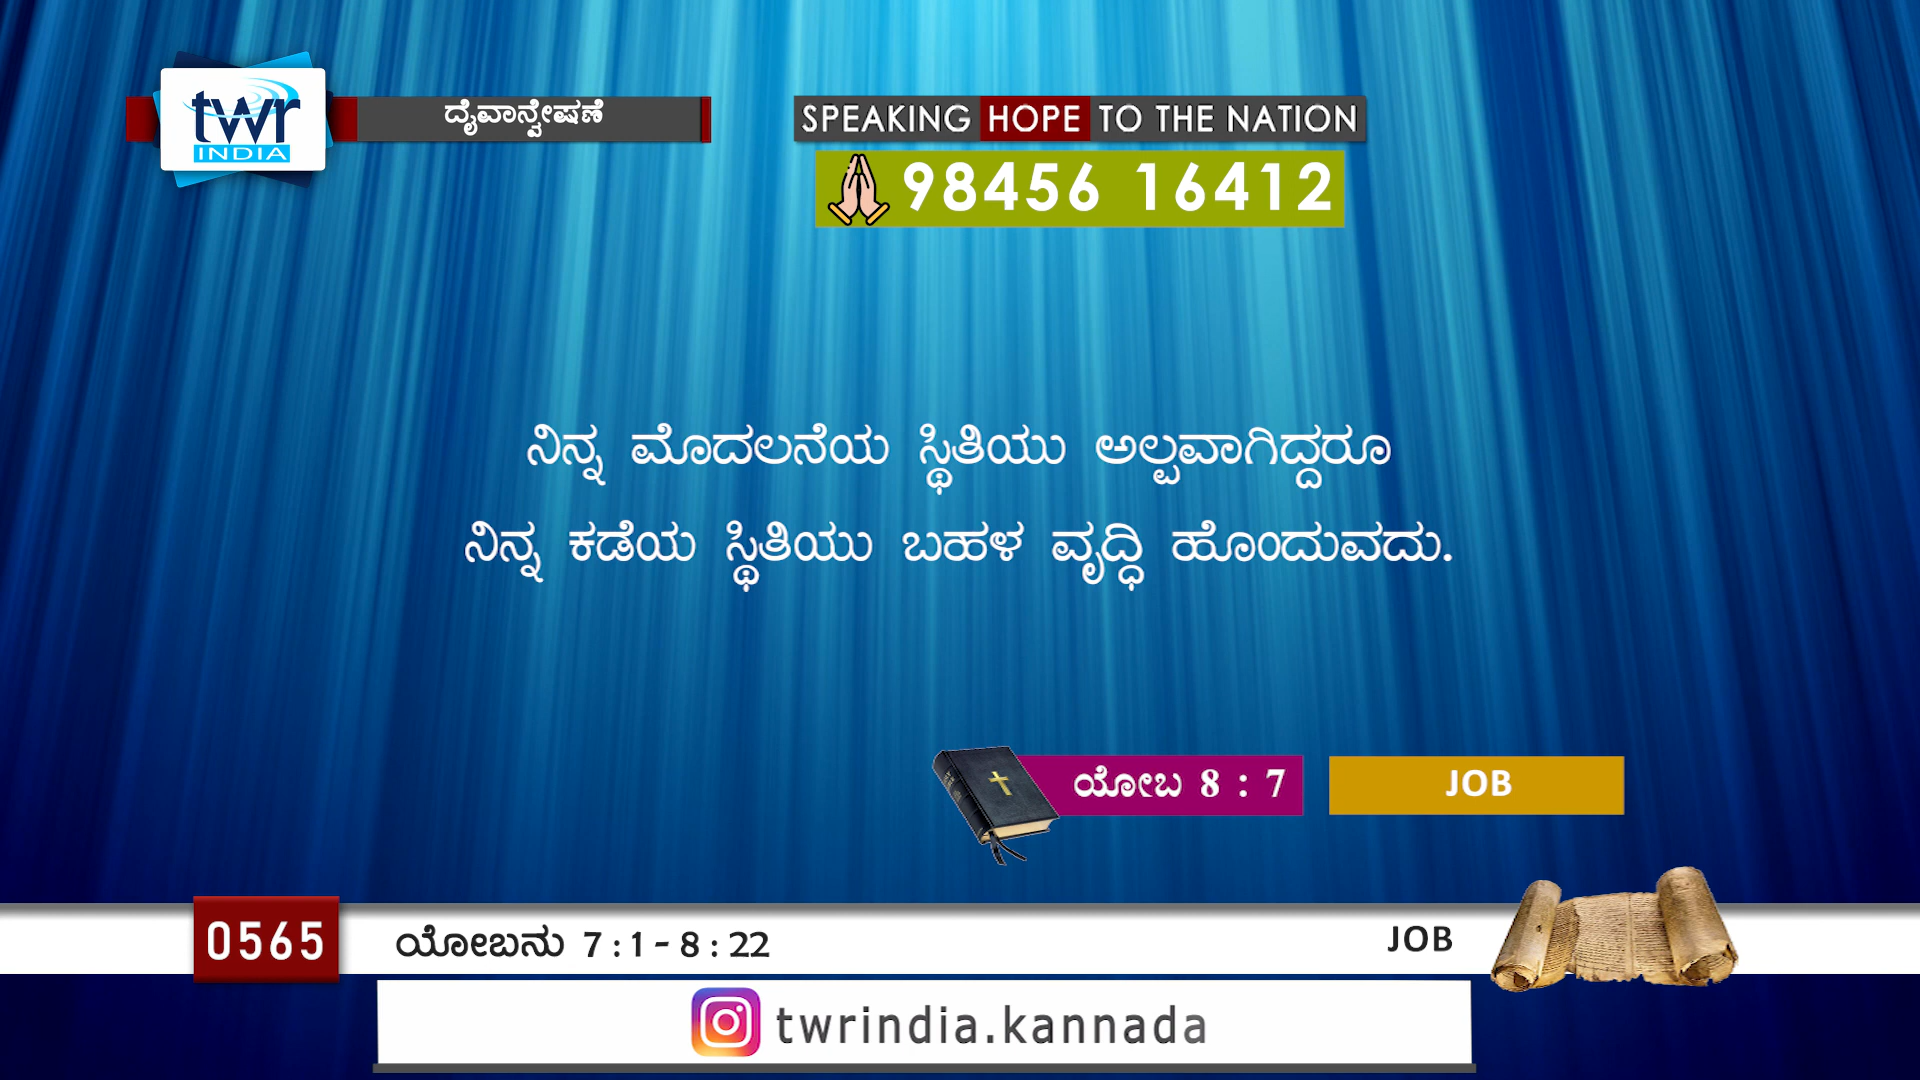 twr
INDIA
ದೈವಾನ್ವೇಷಣೆ
SPEAKING HOPE TO THE NATION
98456 16412
ನಿನ್ನ ಮೊದಲನೆಯ ಸ್ಥಿತಿಯು ಅಲ್ಪವಾಗಿದ್ದರೂ
ನಿನ್ನ ಕಡೆಯ ಸ್ಥಿತಿಯು ಬಹಳ ವೃದ್ಧಿ ಹೊಂದುವದು.
ಯೋಬ 8 : 7
JOB
0565
ಯೋಬನು 7 : 1 - 8 : 22
JOB
twrindia.kannada